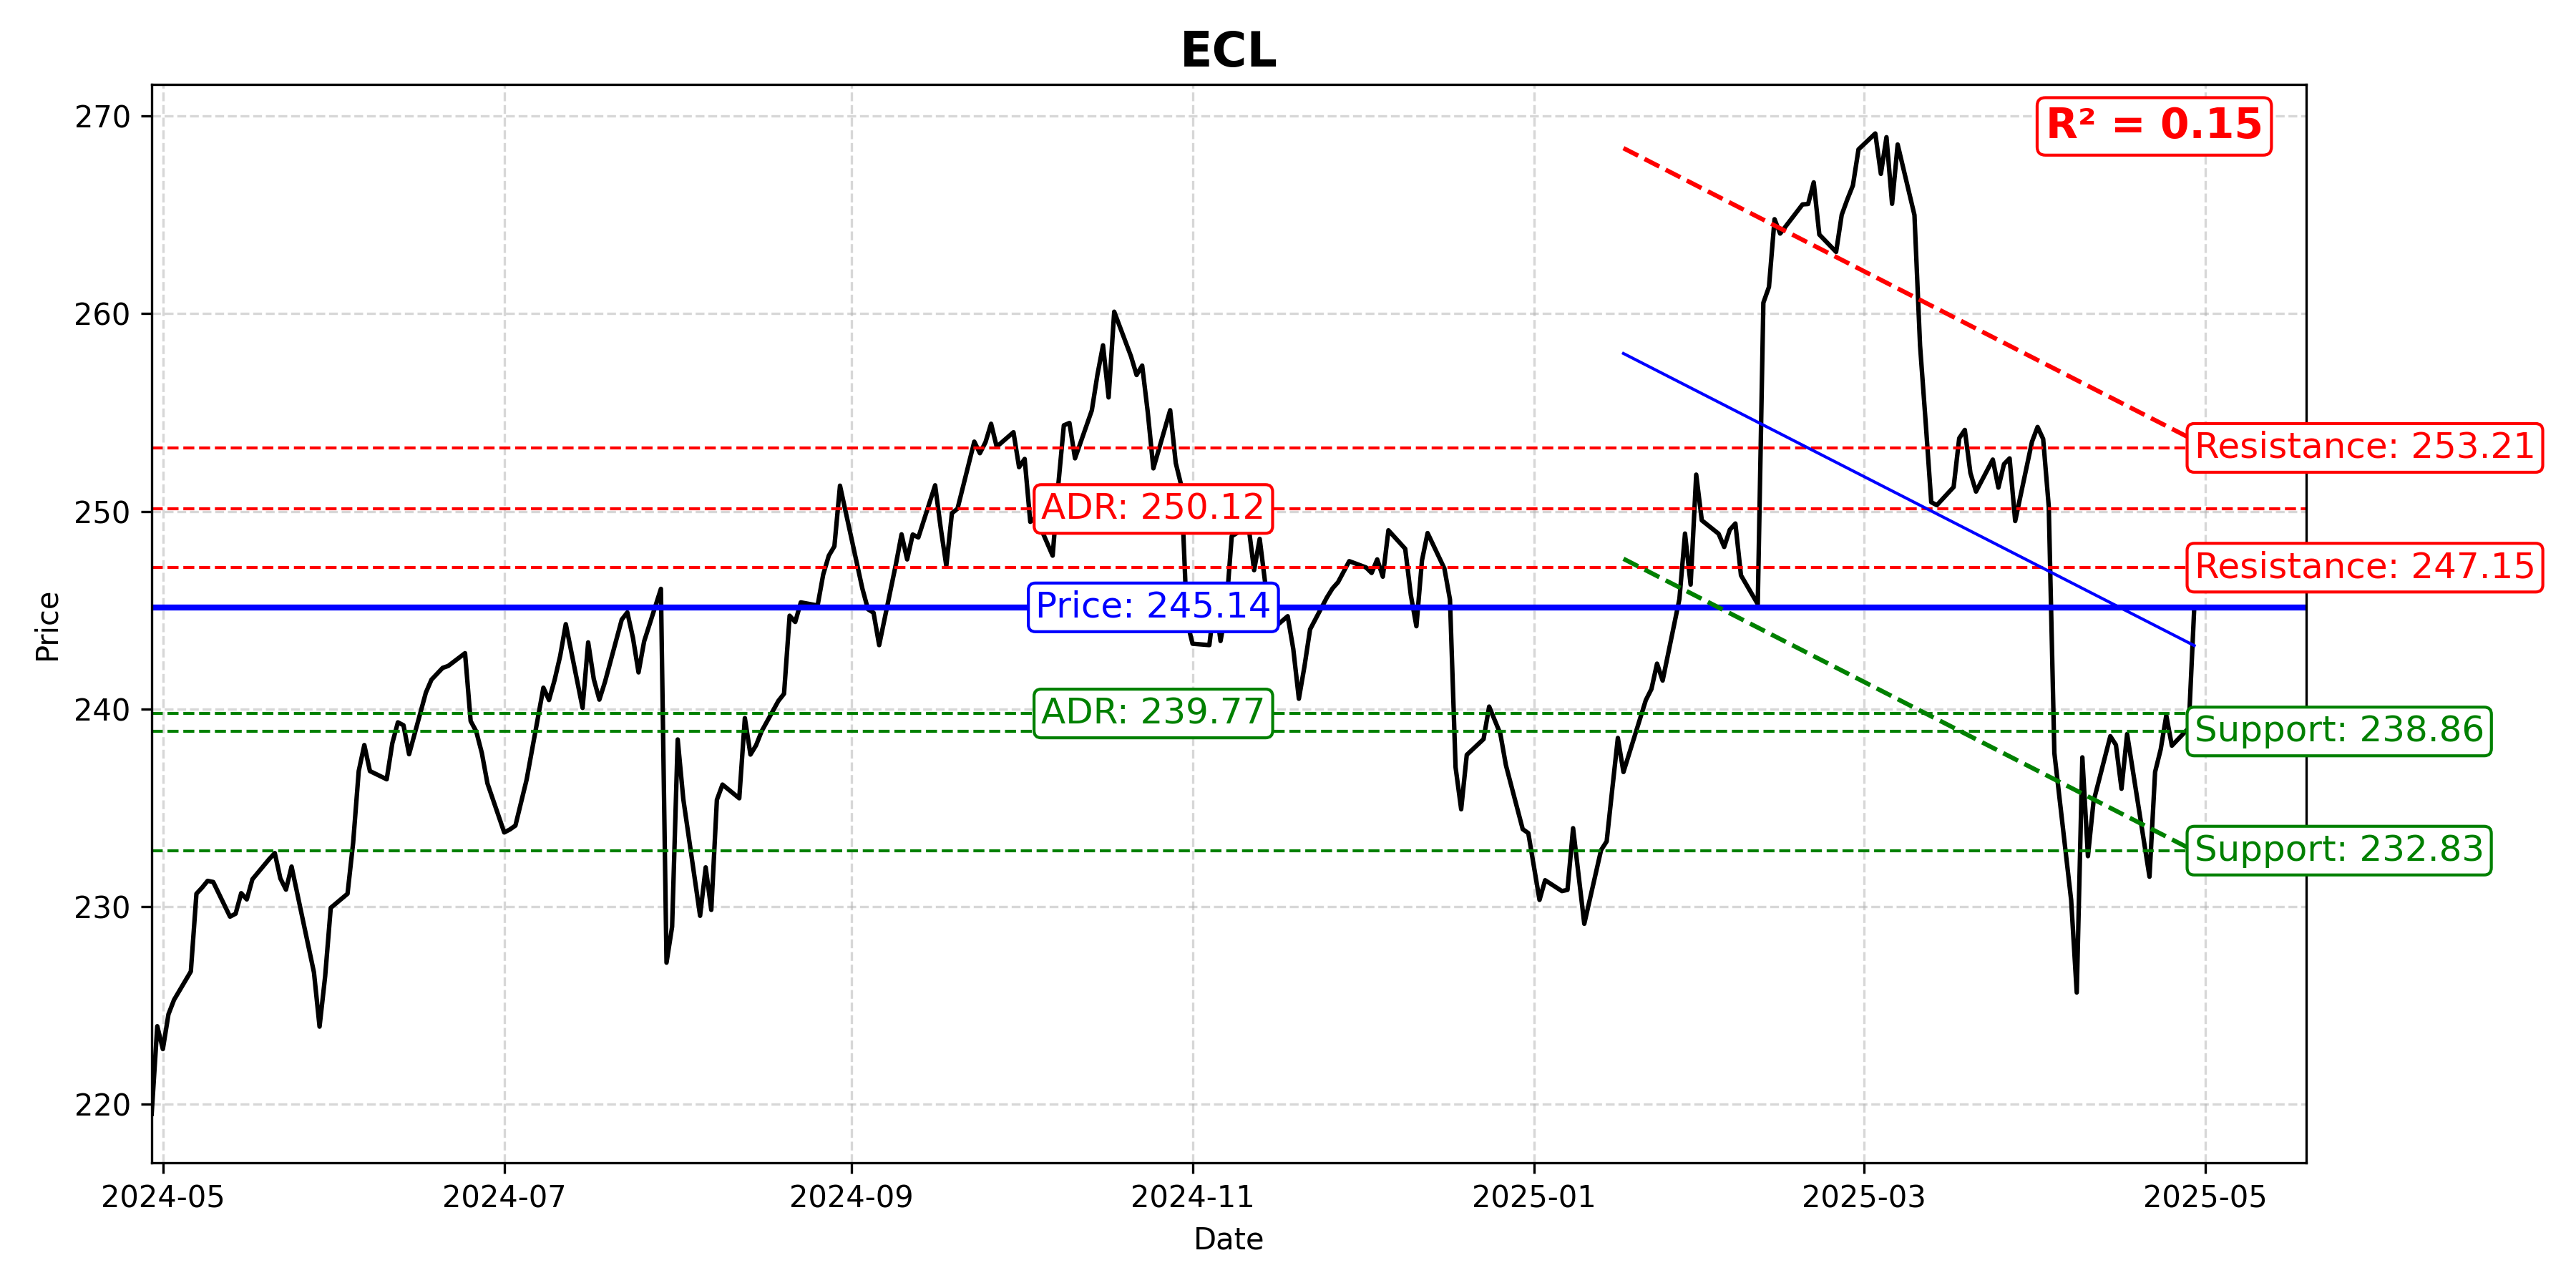 ECL
R² = 0.15
270
260
250
240
230
220
Price
Resistance: 253.21
ADR: 250.12
Resistance: 247.15
Price: 245.14
ADR: 239.77
Support: 238.86
Support: 232.83
2024-05
2024-07
2024-09
2024-11
2025-01
2025-03
2025-05
Date